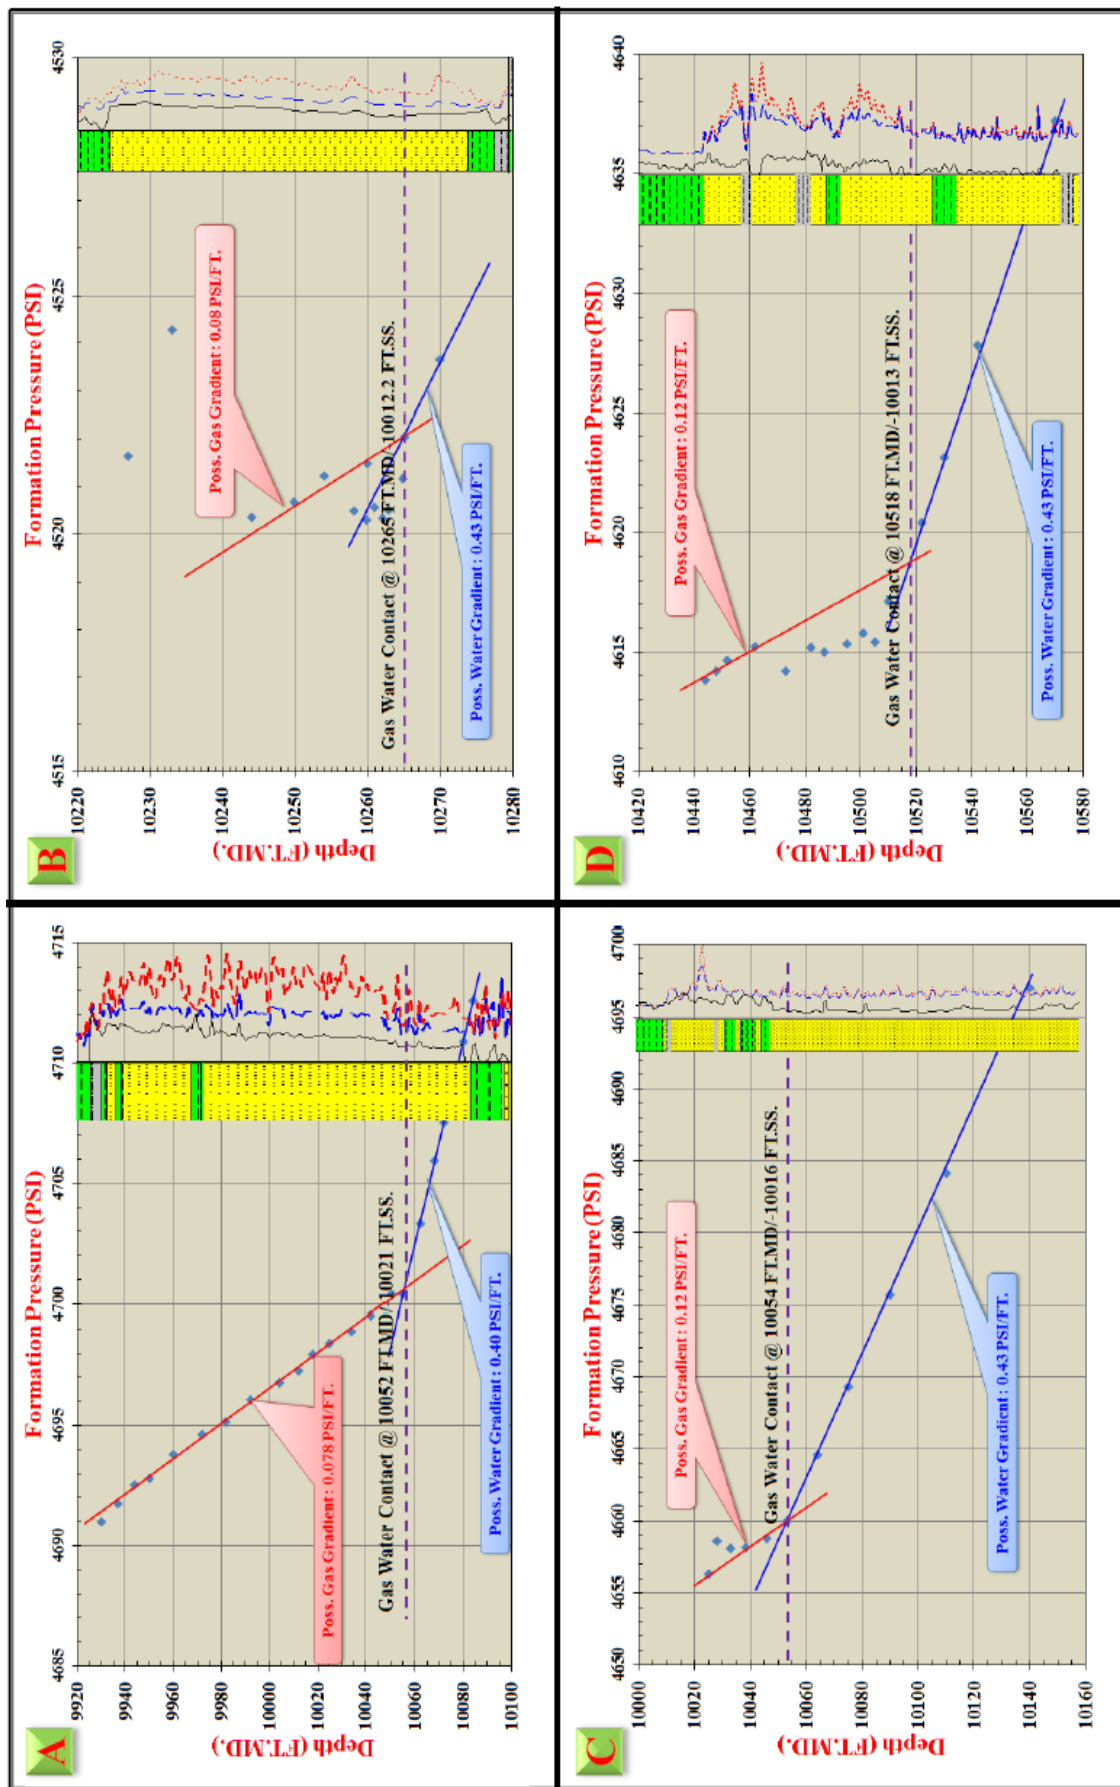 A
Formation Pressure (PSI)
4685
4690
4695
4700
4705
4710
4715
Depth (FT.MD.)
9920
9940
9960
9980
10000
10020
10040
10060
10080
10100
Poss. Gas Gradient : 0.078 PSI/FT.
Gas Water Contact @ 10052 FT.MD/-10021 FT.SS.
Poss. Water Gradient : 0.40 PSI/FT.
B
Formation Pressure (PSI)
4515
4520
4525
4530
Depth (FT.MD.)
10220
10230
10240
10250
10260
10270
10280
Poss. Gas Gradient : 0.08 PSI/FT.
Gas Water Contact @ 10265 FT.MD/-10012.2 FT.SS.
Poss. Water Gradient : 0.43 PSI/FT.
C
Formation Pressure (PSI)
4650
4655
4660
4665
4670
4675
4680
4685
4690
4695
4700
Depth (FT.MD.)
10000
10020
10040
10060
10080
10100
10120
10140
10160
Poss. Gas Gradient : 0.12 PSI/FT.
Gas Water Contact @ 10054 FT.MD/-10016 FT.SS.
Poss. Water Gradient : 0.43 PSI/FT.
D
Formation Pressure (PSI)
4610
4615
4620
4625
4630
4635
4640
Depth (FT.MD.)
10420
10440
10460
10480
10500
10520
10540
10560
10580
Poss. Gas Gradient : 0.12 PSI/FT.
Gas Water Contact @ 10518 FT.MD/-10013 FT.SS.
Poss. Water Gradient : 0.43 PSI/FT.